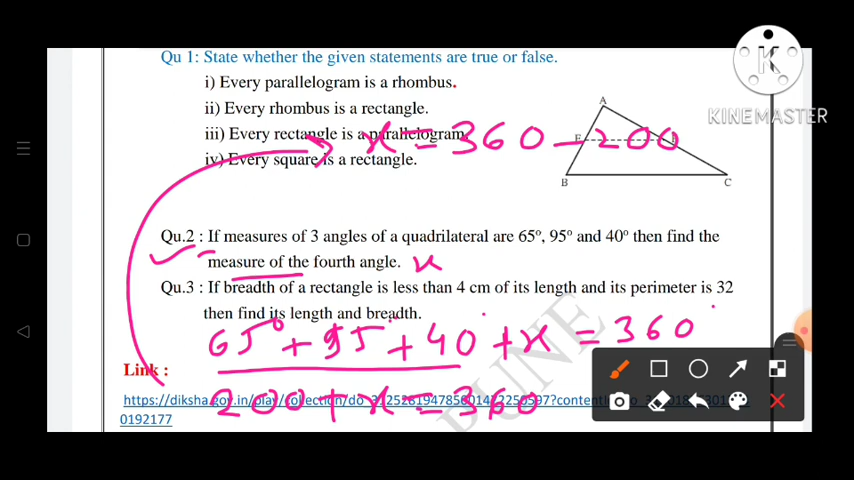 Qu 1: State whether the given statements are true or false.
i) Every parallelogram is a rhombus.
ii) Every rhombus is a rectangle.
iii) Every rectangle is a parallelogram.
iv) Every square is a rectangle.
A
E
F
B
C
K
KINEMASTER
x = 360 - 200
Qu.2 : If measures of 3 angles of a quadrilateral are 65°, 95° and 40° then find the
measure of the fourth angle. x
Qu.3 : If breadth of a rectangle is less than 4 cm of its length and its perimeter is 32
then find its length and breadth.
65° + 95° + 40° + x = 360°
Link :
200 + x = 360
0192177
PUNE